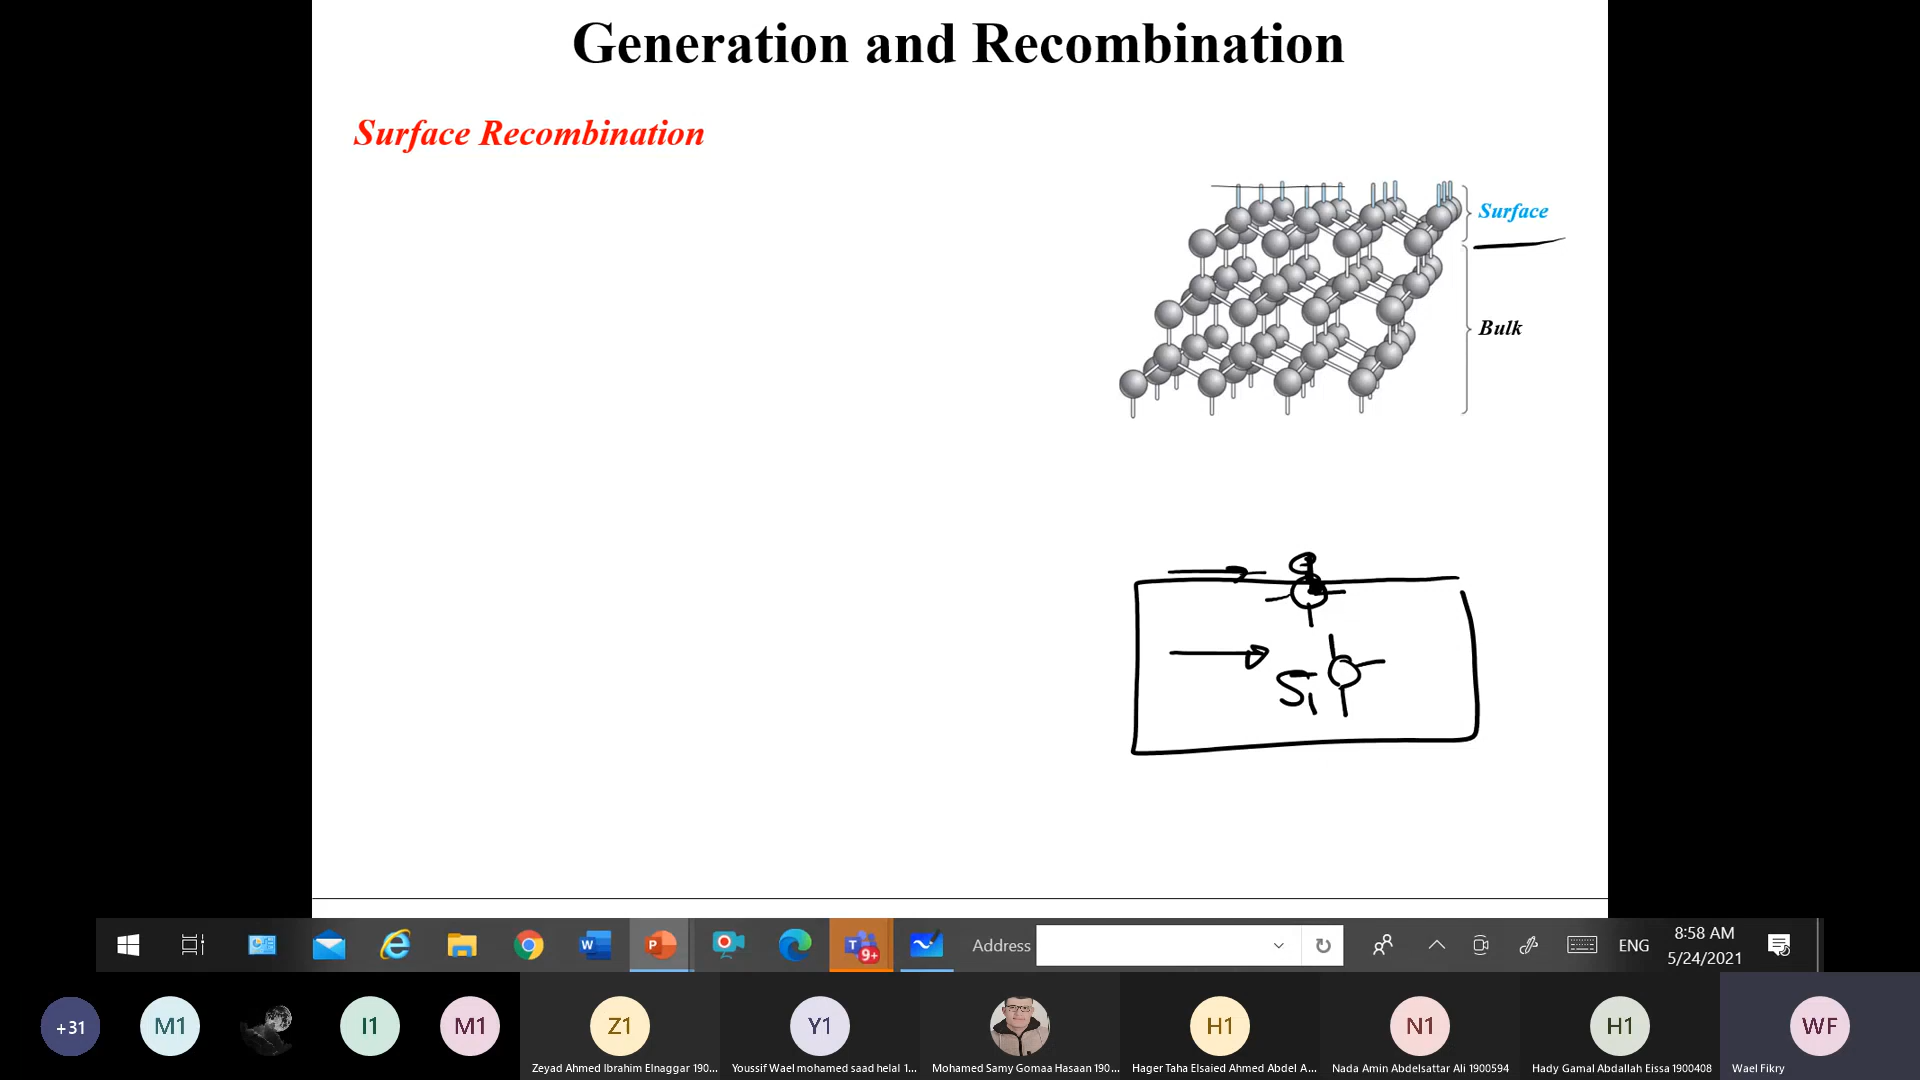 Generation and Recombination
Surface Recombination
Surface
Bulk
Si
Address
ENG
8:58 AM
5/24/2021
9+
+31
M1
I1
M1
Z1
Y1
H1
N1
H1
WF
Zeyad Ahmed Ibrahim Elnaggar 190...
Youssif Wael mohamed saad helal 1...
Mohamed Samy Gomaa Hasaan 190...
Hager Taha Elsaied Ahmed Abdel A...
Nada Amin Abdelsattar Ali 1900594
Hady Gamal Abdallah Eissa 1900408
Wael Fikry